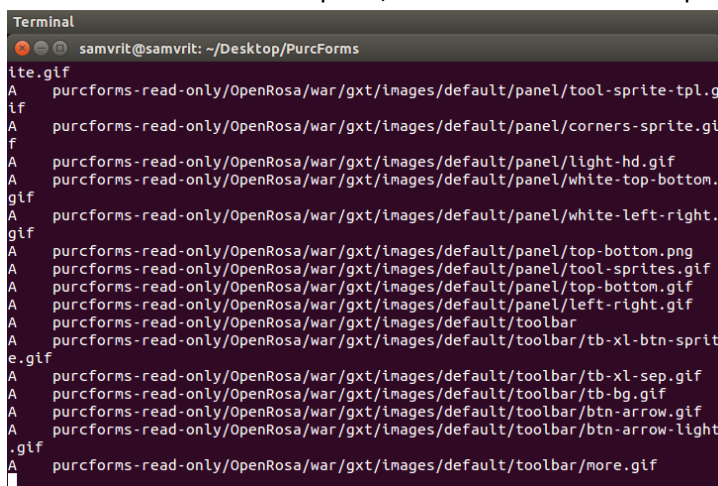 Terminal
samvrit@samvrit: ~/Desktop/PurcForms
ite.gif
A    purcforms-read-only/OpenRosa/war/gxt/images/default/panel/tool-sprite-tpl.g
if
A    purcforms-read-only/OpenRosa/war/gxt/images/default/panel/corners-sprite.gi
f
A    purcforms-read-only/OpenRosa/war/gxt/images/default/panel/light-hd.gif
A    purcforms-read-only/OpenRosa/war/gxt/images/default/panel/white-top-bottom.
gif
A    purcforms-read-only/OpenRosa/war/gxt/images/default/panel/white-left-right.
gif
A    purcforms-read-only/OpenRosa/war/gxt/images/default/panel/top-bottom.png
A    purcforms-read-only/OpenRosa/war/gxt/images/default/panel/tool-sprites.gif
A    purcforms-read-only/OpenRosa/war/gxt/images/default/panel/top-bottom.gif
A    purcforms-read-only/OpenRosa/war/gxt/images/default/panel/left-right.gif
A    purcforms-read-only/OpenRosa/war/gxt/images/default/toolbar
A    purcforms-read-only/OpenRosa/war/gxt/images/default/toolbar/tb-xl-btn-sprit
e.gif
A    purcforms-read-only/OpenRosa/war/gxt/images/default/toolbar/tb-xl-sep.gif
A    purcforms-read-only/OpenRosa/war/gxt/images/default/toolbar/tb-bg.gif
A    purcforms-read-only/OpenRosa/war/gxt/images/default/toolbar/btn-arrow.gif
A    purcforms-read-only/OpenRosa/war/gxt/images/default/toolbar/btn-arrow-light
.gif
A    purcforms-read-only/OpenRosa/war/gxt/images/default/toolbar/more.gif